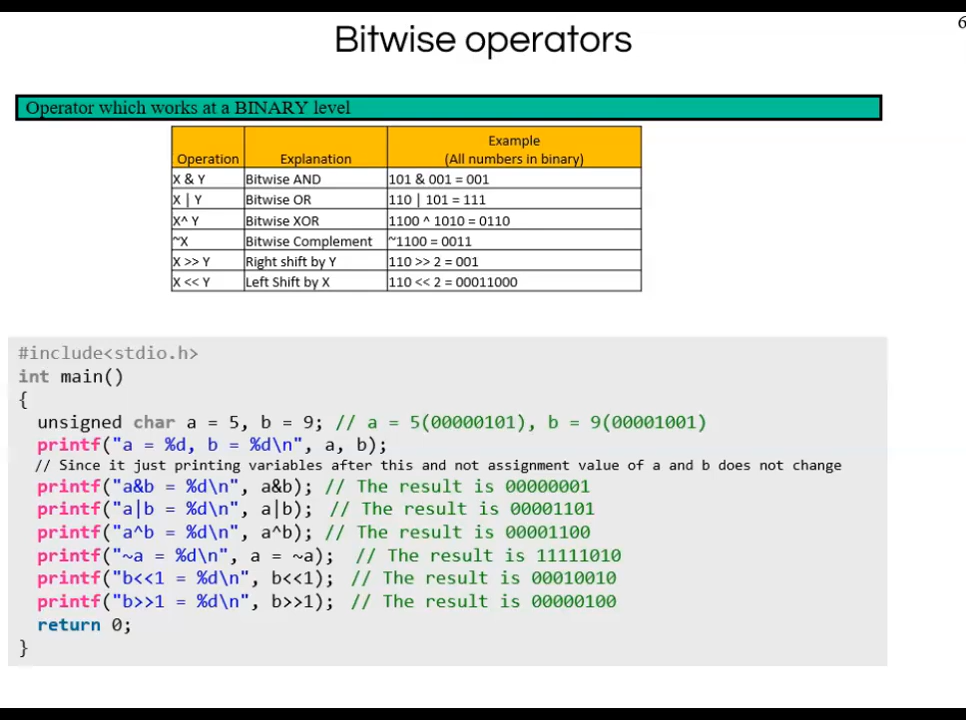 6
Bitwise operators
Operator which works at a BINARY level
Operation Explanation Example
(All numbers in binary)
X & Y Bitwise AND 101 & 001 = 001
X | Y Bitwise OR 110 | 101 = 111
X^ Y Bitwise XOR 1100 ^ 1010 = 0110
~X Bitwise Complement ~1100 = 0011
X >> Y Right shift by Y 110 >> 2 = 001
X << Y Left Shift by X 110 << 2 = 00011000
#include<stdio.h>
int main()
{
unsigned char a = 5, b = 9; // a = 5(00000101), b = 9(00001001)
printf("a = %d, b = %d\n", a, b);
// Since it just printing variables after this and not assignment value of a and b does not change
printf("a&b = %d\n", a&b); // The result is 00000001
printf("a|b = %d\n", a|b); // The result is 00001101
printf("a^b = %d\n", a^b); // The result is 00001100
printf("~a = %d\n", a = ~a); // The result is 11111010
printf("b<<1 = %d\n", b<<1); // The result is 00010010
printf("b>>1 = %d\n", b>>1); // The result is 00000100
return 0;
}